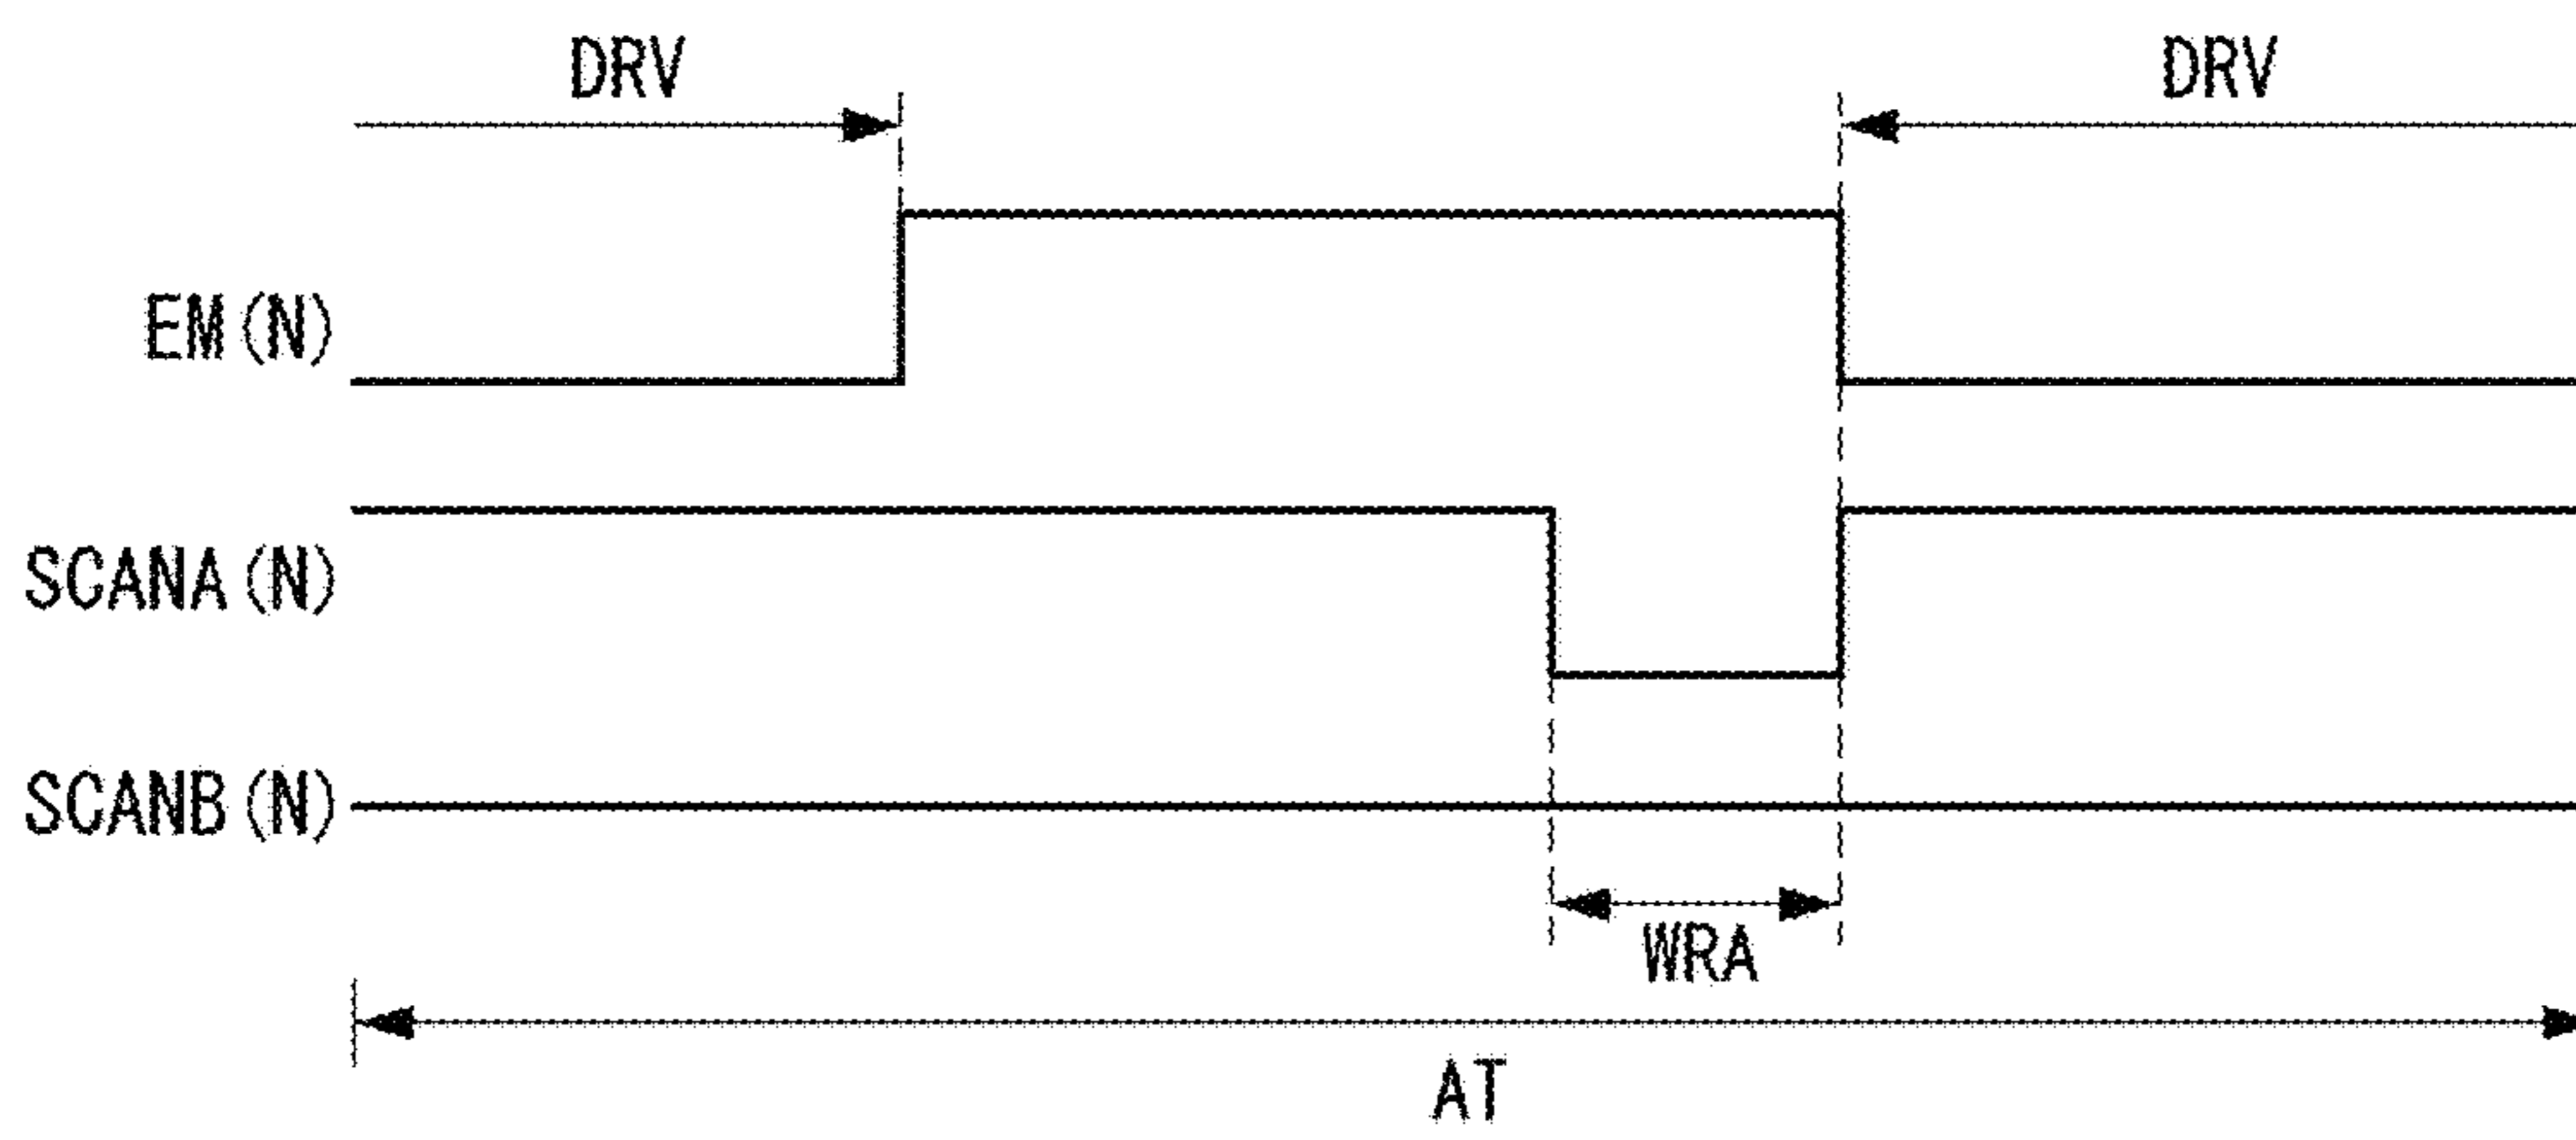 DRV
DRV
EM(N)
SCANA(N)
SCANB(N)
WRA
AT